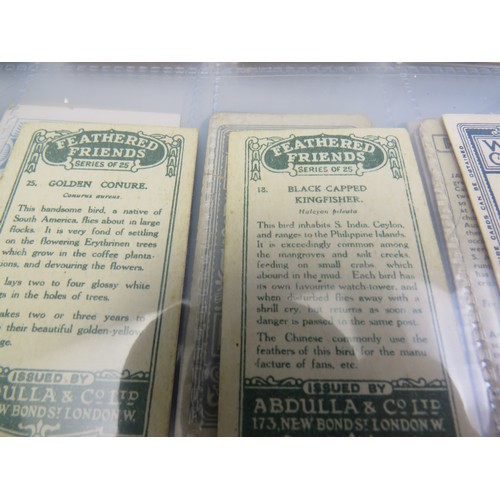 FEATHERED
FRIENDS
SERIES OF 25
25. GOLDEN CONURE.
Conurus aureus.
This handsome bird, a native of
South America, flies about in large
flocks. It is very fond of settling
on the flowering Erythrinen trees
which grow in the coffee planta-
ions, and devouring the flowers.
lays two to four glossy white
gs in the holes of trees.
akes two or three years to
their beautiful golden-yellow
ge.
ISSUED BY
DULLA & Co LTD
NEW BOND St LONDON W.
FEATHERED
FRIENDS
SERIES OF 25
18. BLACK-CAPPED
KINGFISHER.
Halcyon pileata.
This bird inhabits S. India, Ceylon,
and ranges to the Philippine Islands.
It is exceedingly common among
the mangroves and salt creeks,
feeding on small crabs which
abound in the mud. Each bird has
its own favourite watch-tower, and
when disturbed flies away with a
shrill cry, but returns as soon as
danger is passed in the same post.
The Chinese commonly use the
feathers of this bird for the manu
facture of fans, etc.
ISSUED BY
ABDULLA & Co LTD
173, NEW BOND St LONDON. W.